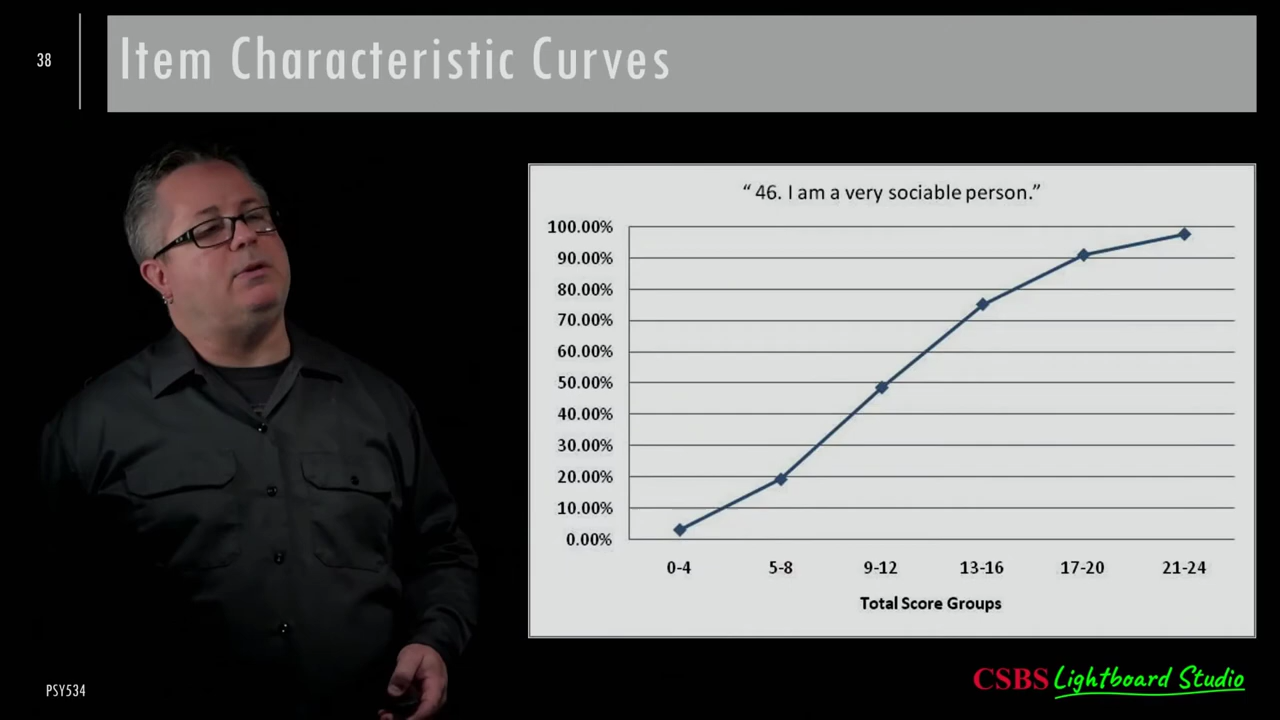 38
Item Characteristic Curves
“ 46. I am a very sociable person.”
100.00%
90.00%
80.00%
70.00%
60.00%
50.00%
40.00%
30.00%
20.00%
10.00%
0.00%
0-4 5-8 9-12 13-16 17-20 21-24
Total Score Groups
PSY534
CSBS Lightboard Studio